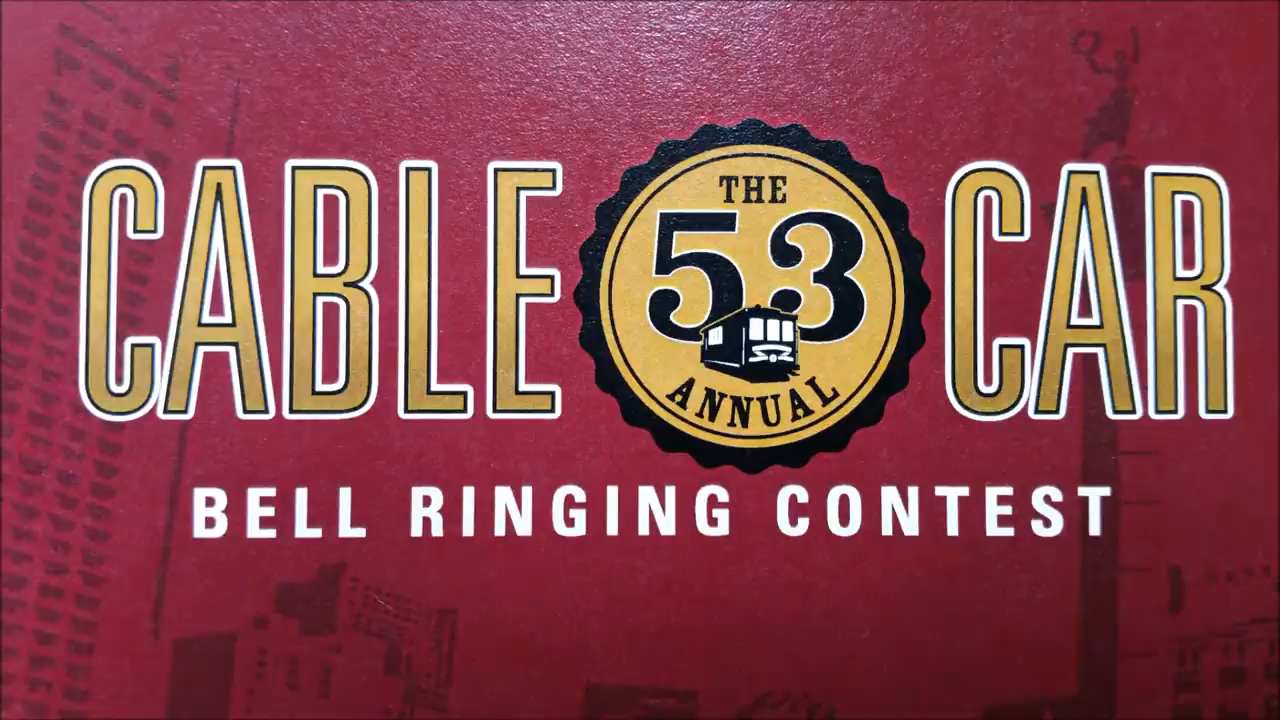 CABLE CAR
THE
53
ANNUAL
BELL RINGING CONTEST